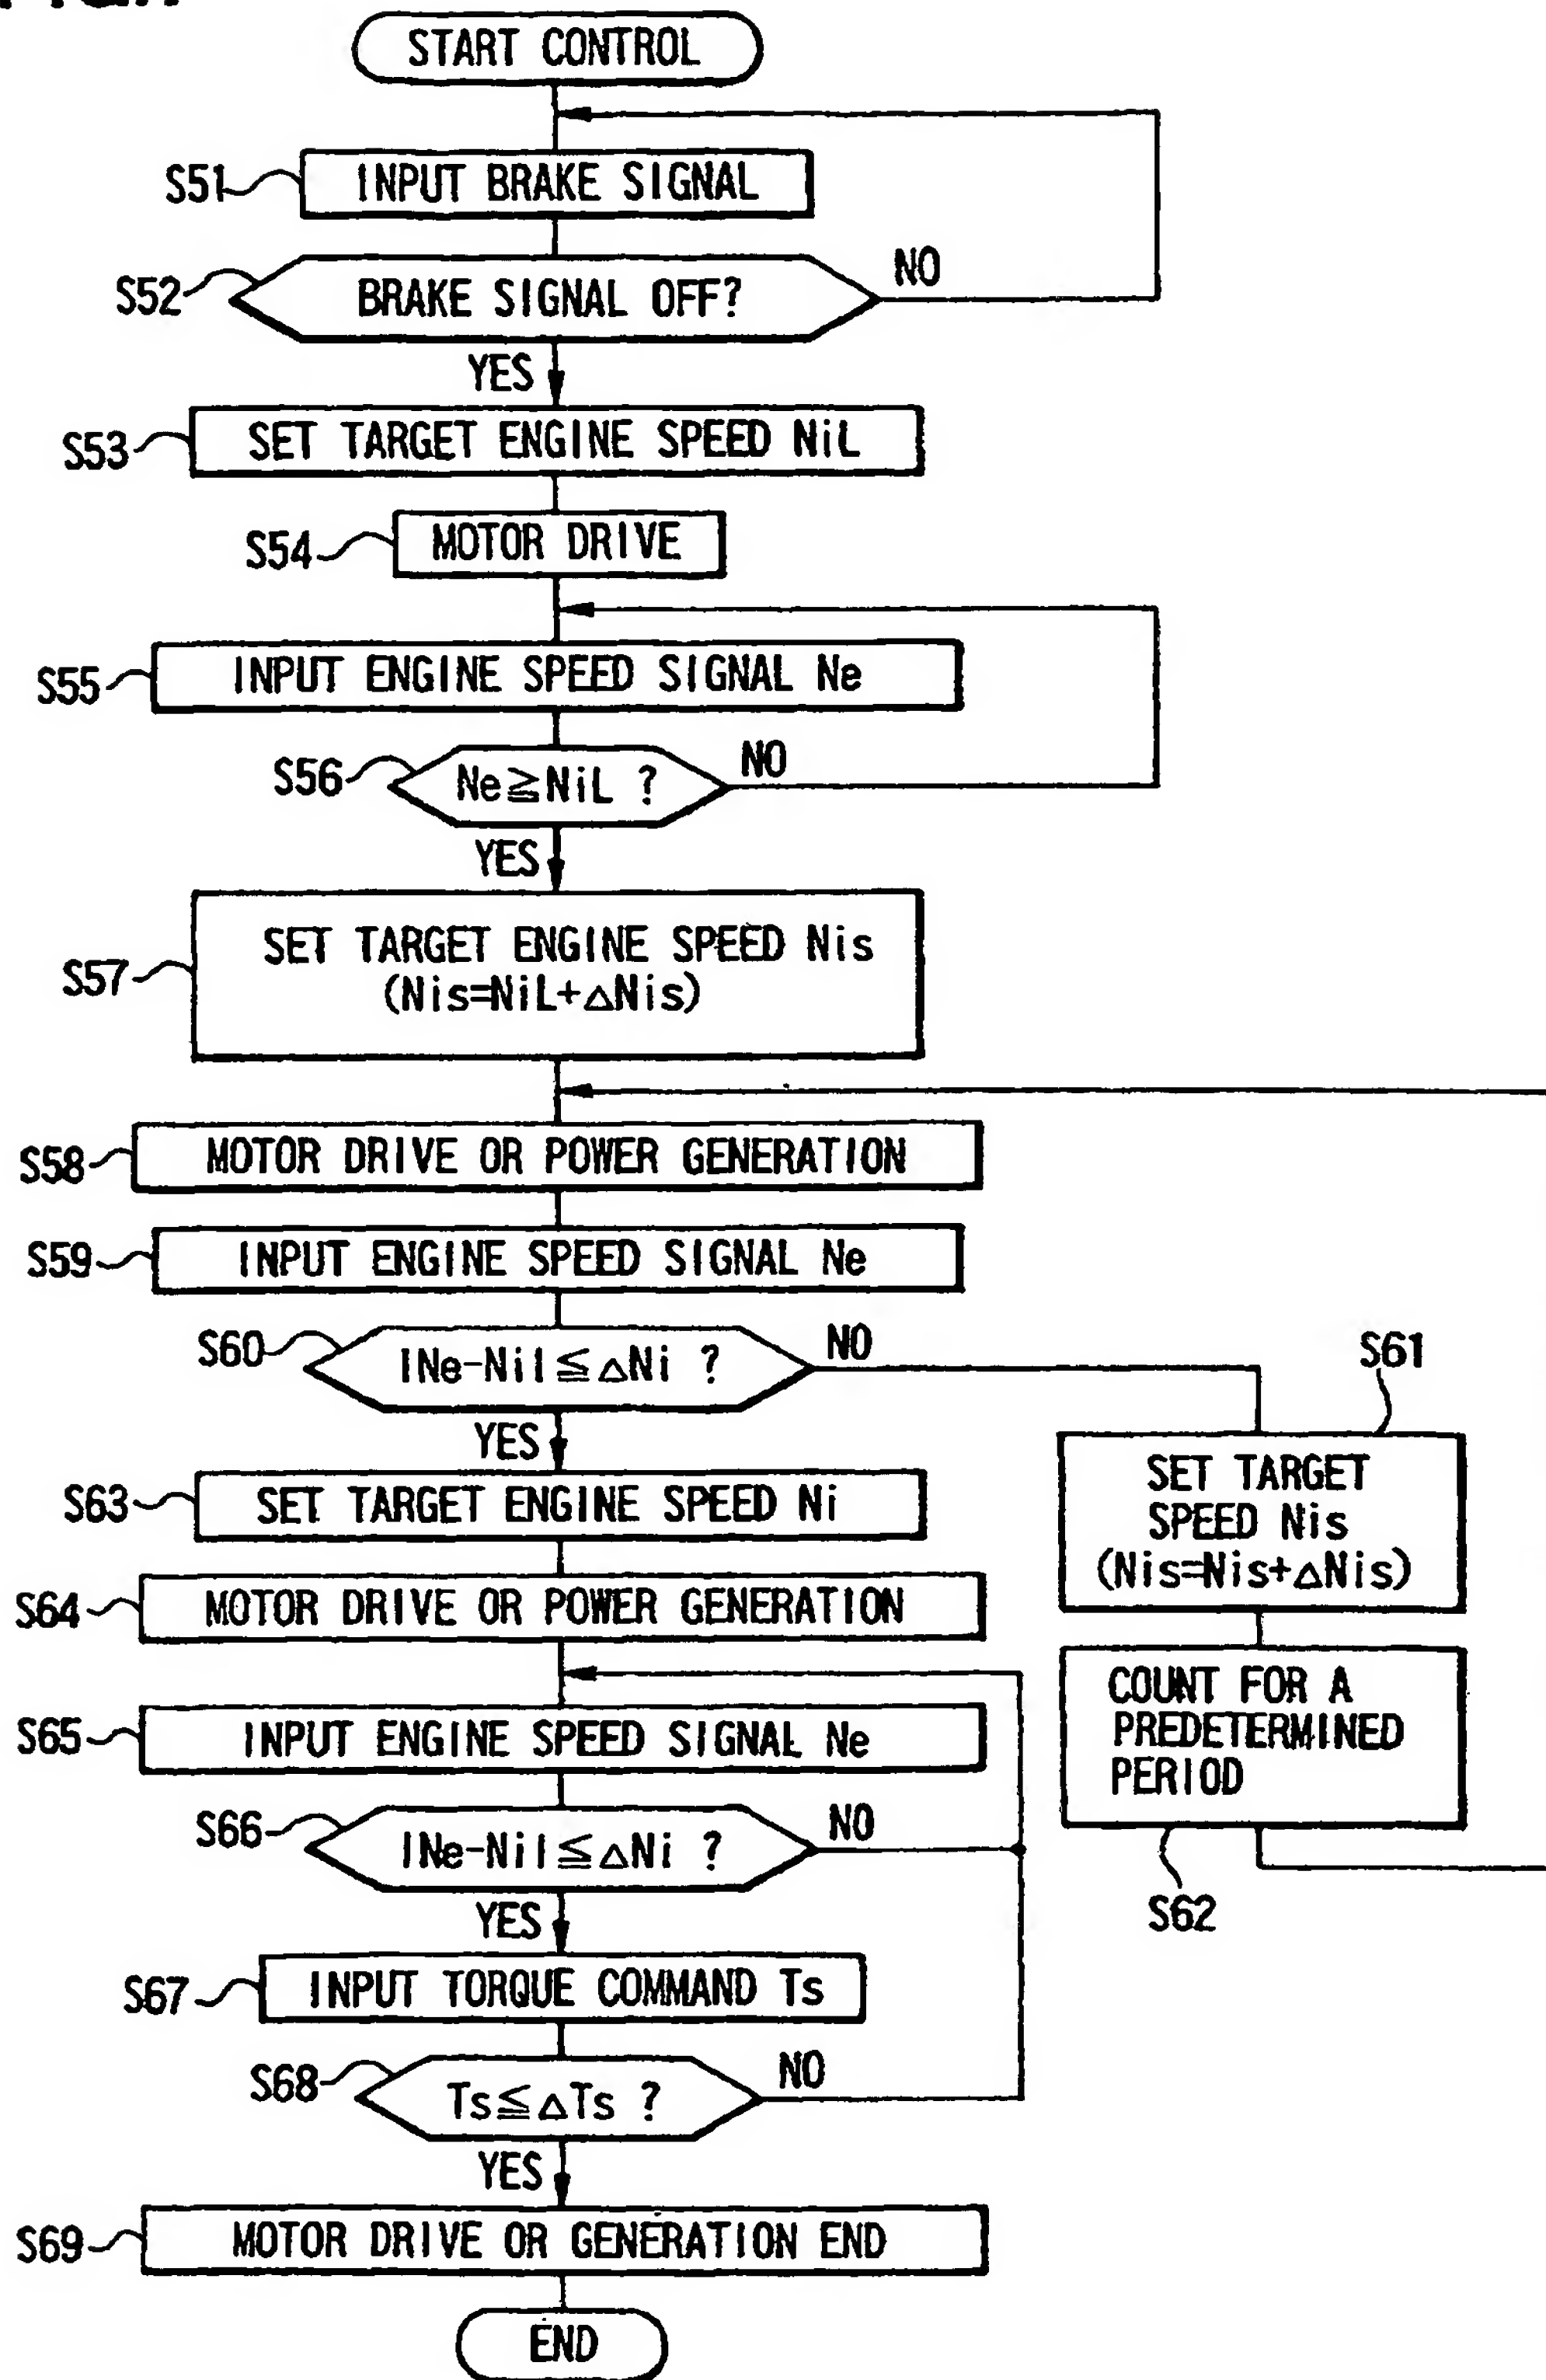 START CONTROL
S51
INPUT BRAKE SIGNAL
S52
BRAKE SIGNAL OFF?
NO
YES
S53
SET TARGET ENGINE SPEED NiL
S54
MOTOR DRIVE
S55
INPUT ENGINE SPEED SIGNAL Ne
S56
Ne≧NiL ?
NO
YES
S57
SET TARGET ENGINE SPEED Nis
(Nis=NiL+△Nis)
S58
MOTOR DRIVE OR POWER GENERATION
S59
INPUT ENGINE SPEED SIGNAL Ne
S60
|Ne-Ni|≦△Ni ?
NO
YES
S61
SET TARGET
SPEED Nis
(Nis=Nis+△Nis)
COUNT FOR A
PREDETERMINED
PERIOD
S62
S63
SET TARGET ENGINE SPEED Ni
S64
MOTOR DRIVE OR POWER GENERATION
S65
INPUT ENGINE SPEED SIGNAL Ne
S66
|Ne-Ni|≦△Ni ?
NO
YES
S67
INPUT TORQUE COMMAND Ts
S68
Ts≦△Ts ?
NO
YES
S69
MOTOR DRIVE OR GENERATION END
END